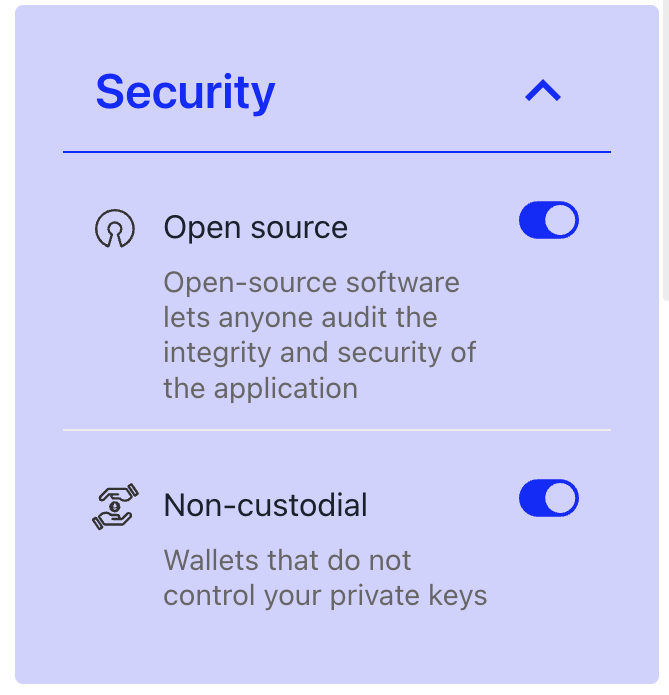 Security
Open source
Open-source software
lets anyone audit the
integrity and security of
the application
Non-custodial
Wallets that do not
control your private keys